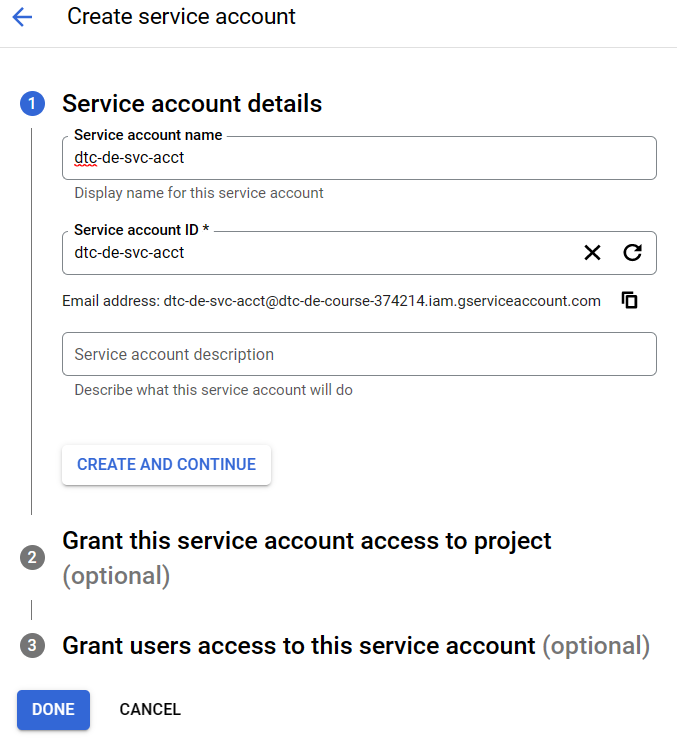 Create service account
1 Service account details
Service account name
dtc-de-svc-acct
Display name for this service account
Service account ID *
dtc-de-svc-acct
Email address: dtc-de-svc-acct@dtc-de-course-374214.iam.gserviceaccount.com
Service account description
Describe what this service account will do
CREATE AND CONTINUE
2 Grant this service account access to project
(optional)
3 Grant users access to this service account (optional)
DONE CANCEL